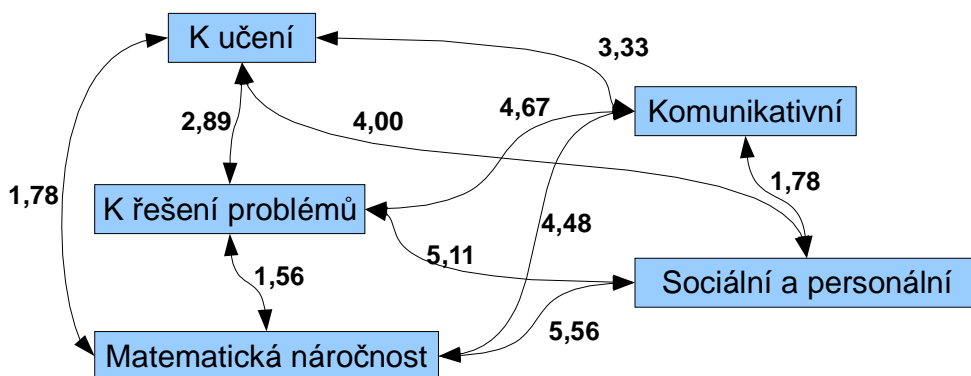 K učení
3,33
Komunikativní
2,89
4,00
4,67
1,78
1,78
K řešení problémů
4,48
5,11
1,56
Sociální a personální
5,56
Matematická náročnost